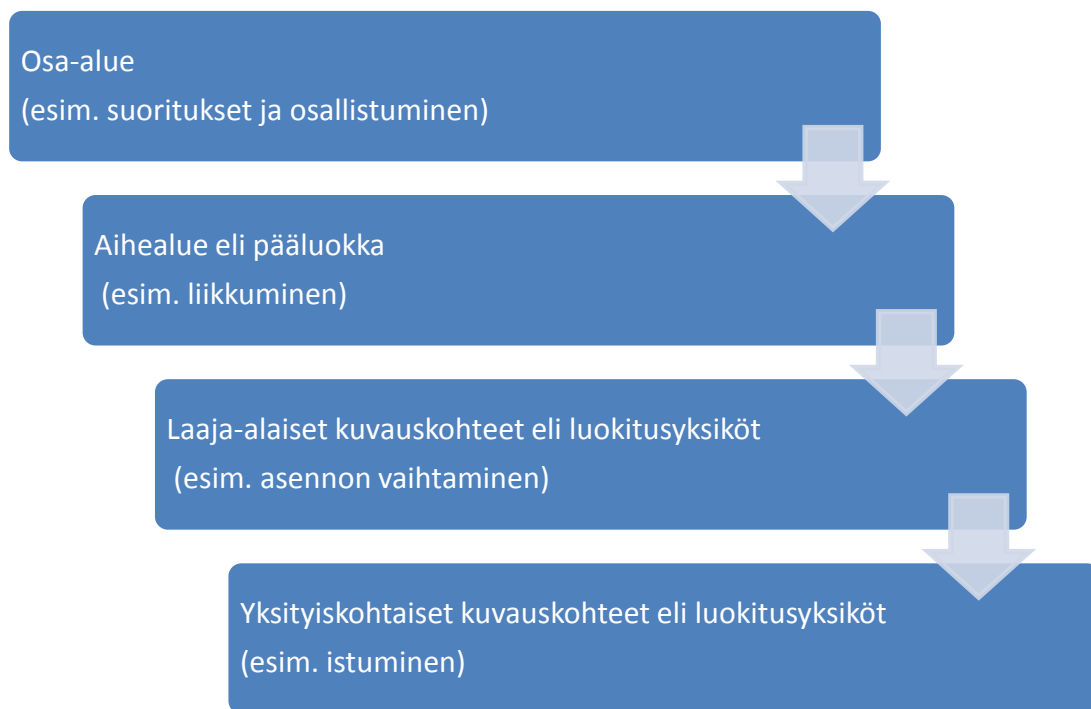 Osa-alue
(esim. suoritukset ja osallistuminen)
Aihealue eli pääluokka
(esim. liikkuminen)
Laaja-alaiset kuvauskohteet eli luokitusyksiköt
(esim. asennon vaihtaminen)
Yksityiskohtaiset kuvauskohteet eli luokitusyksiköt
(esim. istuminen)